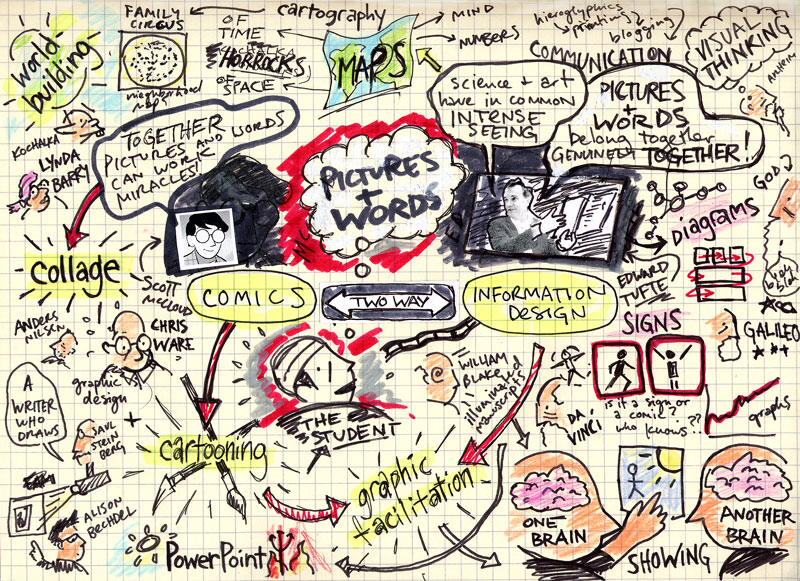 FAMILY
CIRCUS
neighborhood
maps
world-
building
cartography
OF
TIME
HORROCKS
OF
SPACE
MAPS
MIND
NUMBERS
hieroglyphics
printing
blogging
COMMUNICATION
VISUAL
THINKING
ARNHEIM
KOCHALKA
LYNDA
BARRY
TOGETHER
PICTURES AND WORDS
CAN WORK
MIRACLES!
PICTURES
+
WORDS
science + art
have in common
INTENSE
SEEING
PICTURES
+
WORDS
belong together
GENUINELY TOGETHER!
GOD?
blah
blah
DIAGRAMS
EDWARD
TUFTE
collage
SCOTT
McCLOUD
COMICS
TWO WAY
INFORMATION
DESIGN
SIGNS
GALILEO
ANDERS
NILSEN
CHRIS
WARE
graphic
design
+
A
WRITER
WHO
DRAWS
SAUL
STEIN
BERG
ALISON
BECHDEL
cartooning
THE
STUDENT
WILLIAM
BLAKE
illuminated
manuscripts
DA
VINCI
is it a sign or
a comic?
who knows??
graphs
graphic
facilitation
PowerPoint
ONE
BRAIN
ANOTHER
BRAIN
SHOWING